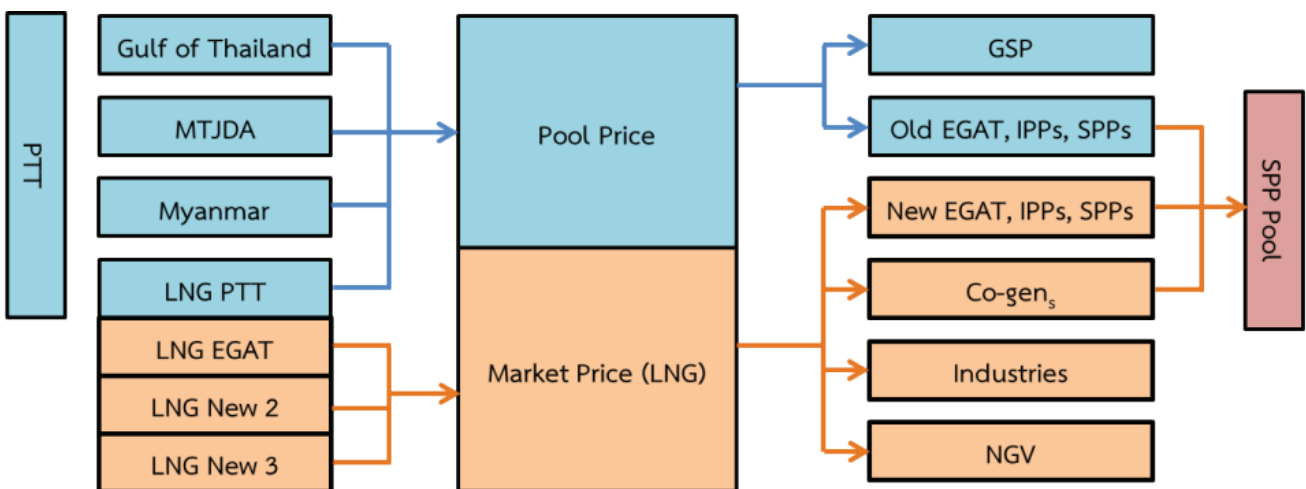 PTT
Gulf of Thailand
MTJDA
Myanmar
LNG PTT
LNG EGAT
LNG New 2
LNG New 3
Pool Price
Market Price (LNG)
GSP
Old EGAT, IPPs, SPPs
New EGAT, IPPs, SPPs
Co-genₛ
Industries
NGV
SPP Pool